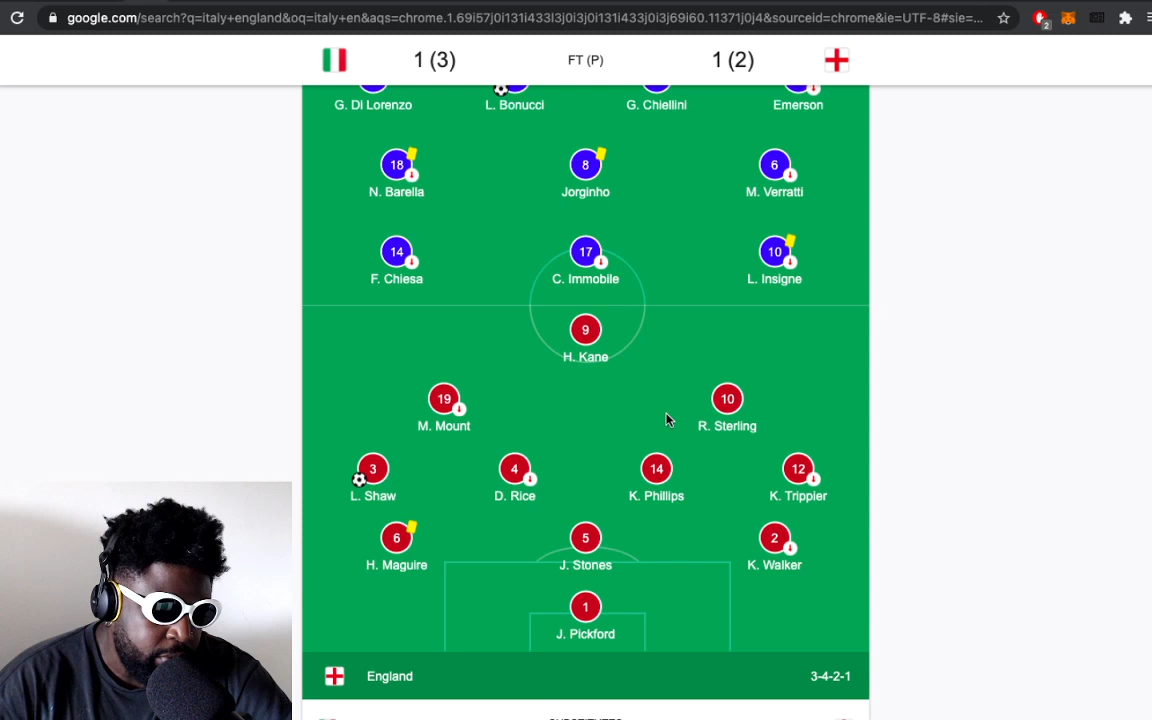 google.com/search?q=italy+england&oq=italy+en&aqs=chrome.1.69i57j0i131i433l3j0i3j0i131i433j0i3j69i60.11371j0j4&sourceid=chrome&ie=UTF-8#sie=...
2
1 (3) FT (P) 1 (2)
G. Di Lorenzo L. Bonucci G. Chiellini Emerson
18 8 6
N. Barella Jorginho M. Verratti
14 17 10
F. Chiesa C. Immobile L. Insigne
9
H. Kane
19 10
M. Mount R. Sterling
3 4 14 12
L. Shaw D. Rice K. Phillips K. Trippier
6 5 2
H. Maguire J. Stones K. Walker
1
J. Pickford
England 3-4-2-1